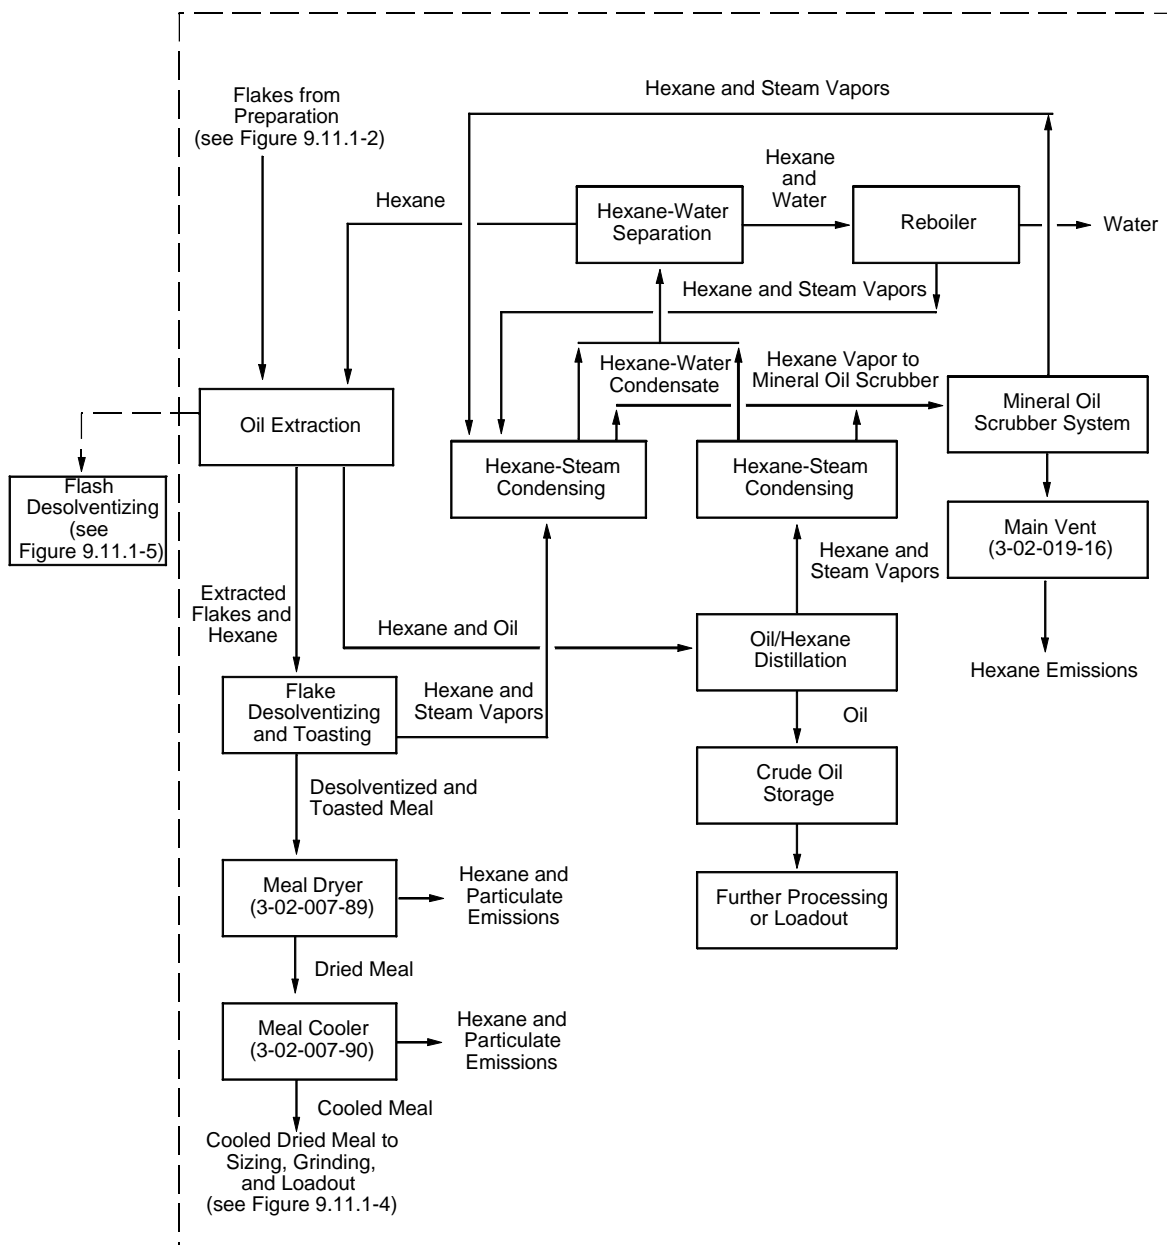 Hexane and Steam Vapors
Flakes from
Preparation
(see Figure 9.11.1-2)
Hexane
and
Water
Hexane
Hexane-Water
Separation
Reboiler
Water
Hexane and Steam Vapors
Hexane-Water
Condensate
Hexane Vapor to
Mineral Oil Scrubber
Mineral Oil
Scrubber System
Oil Extraction
Hexane-Steam
Condensing
Hexane-Steam
Condensing
Flash
Desolventizing
(see
Figure 9.11.1-5)
Main Vent
(3-02-019-16)
Hexane and
Steam Vapors
Extracted
Flakes and
Hexane
Hexane and Oil
Oil/Hexane
Distillation
Hexane Emissions
Flake
Desolventizing
and Toasting
Hexane and
Steam Vapors
Oil
Desolventized and
Toasted Meal
Crude Oil
Storage
Meal Dryer
(3-02-007-89)
Hexane and
Particulate
Emissions
Further Processing
or Loadout
Dried Meal
Meal Cooler
(3-02-007-90)
Hexane and
Particulate
Emissions
Cooled Meal
Cooled Dried Meal to
Sizing, Grinding,
and Loadout
(see Figure 9.11.1-4)